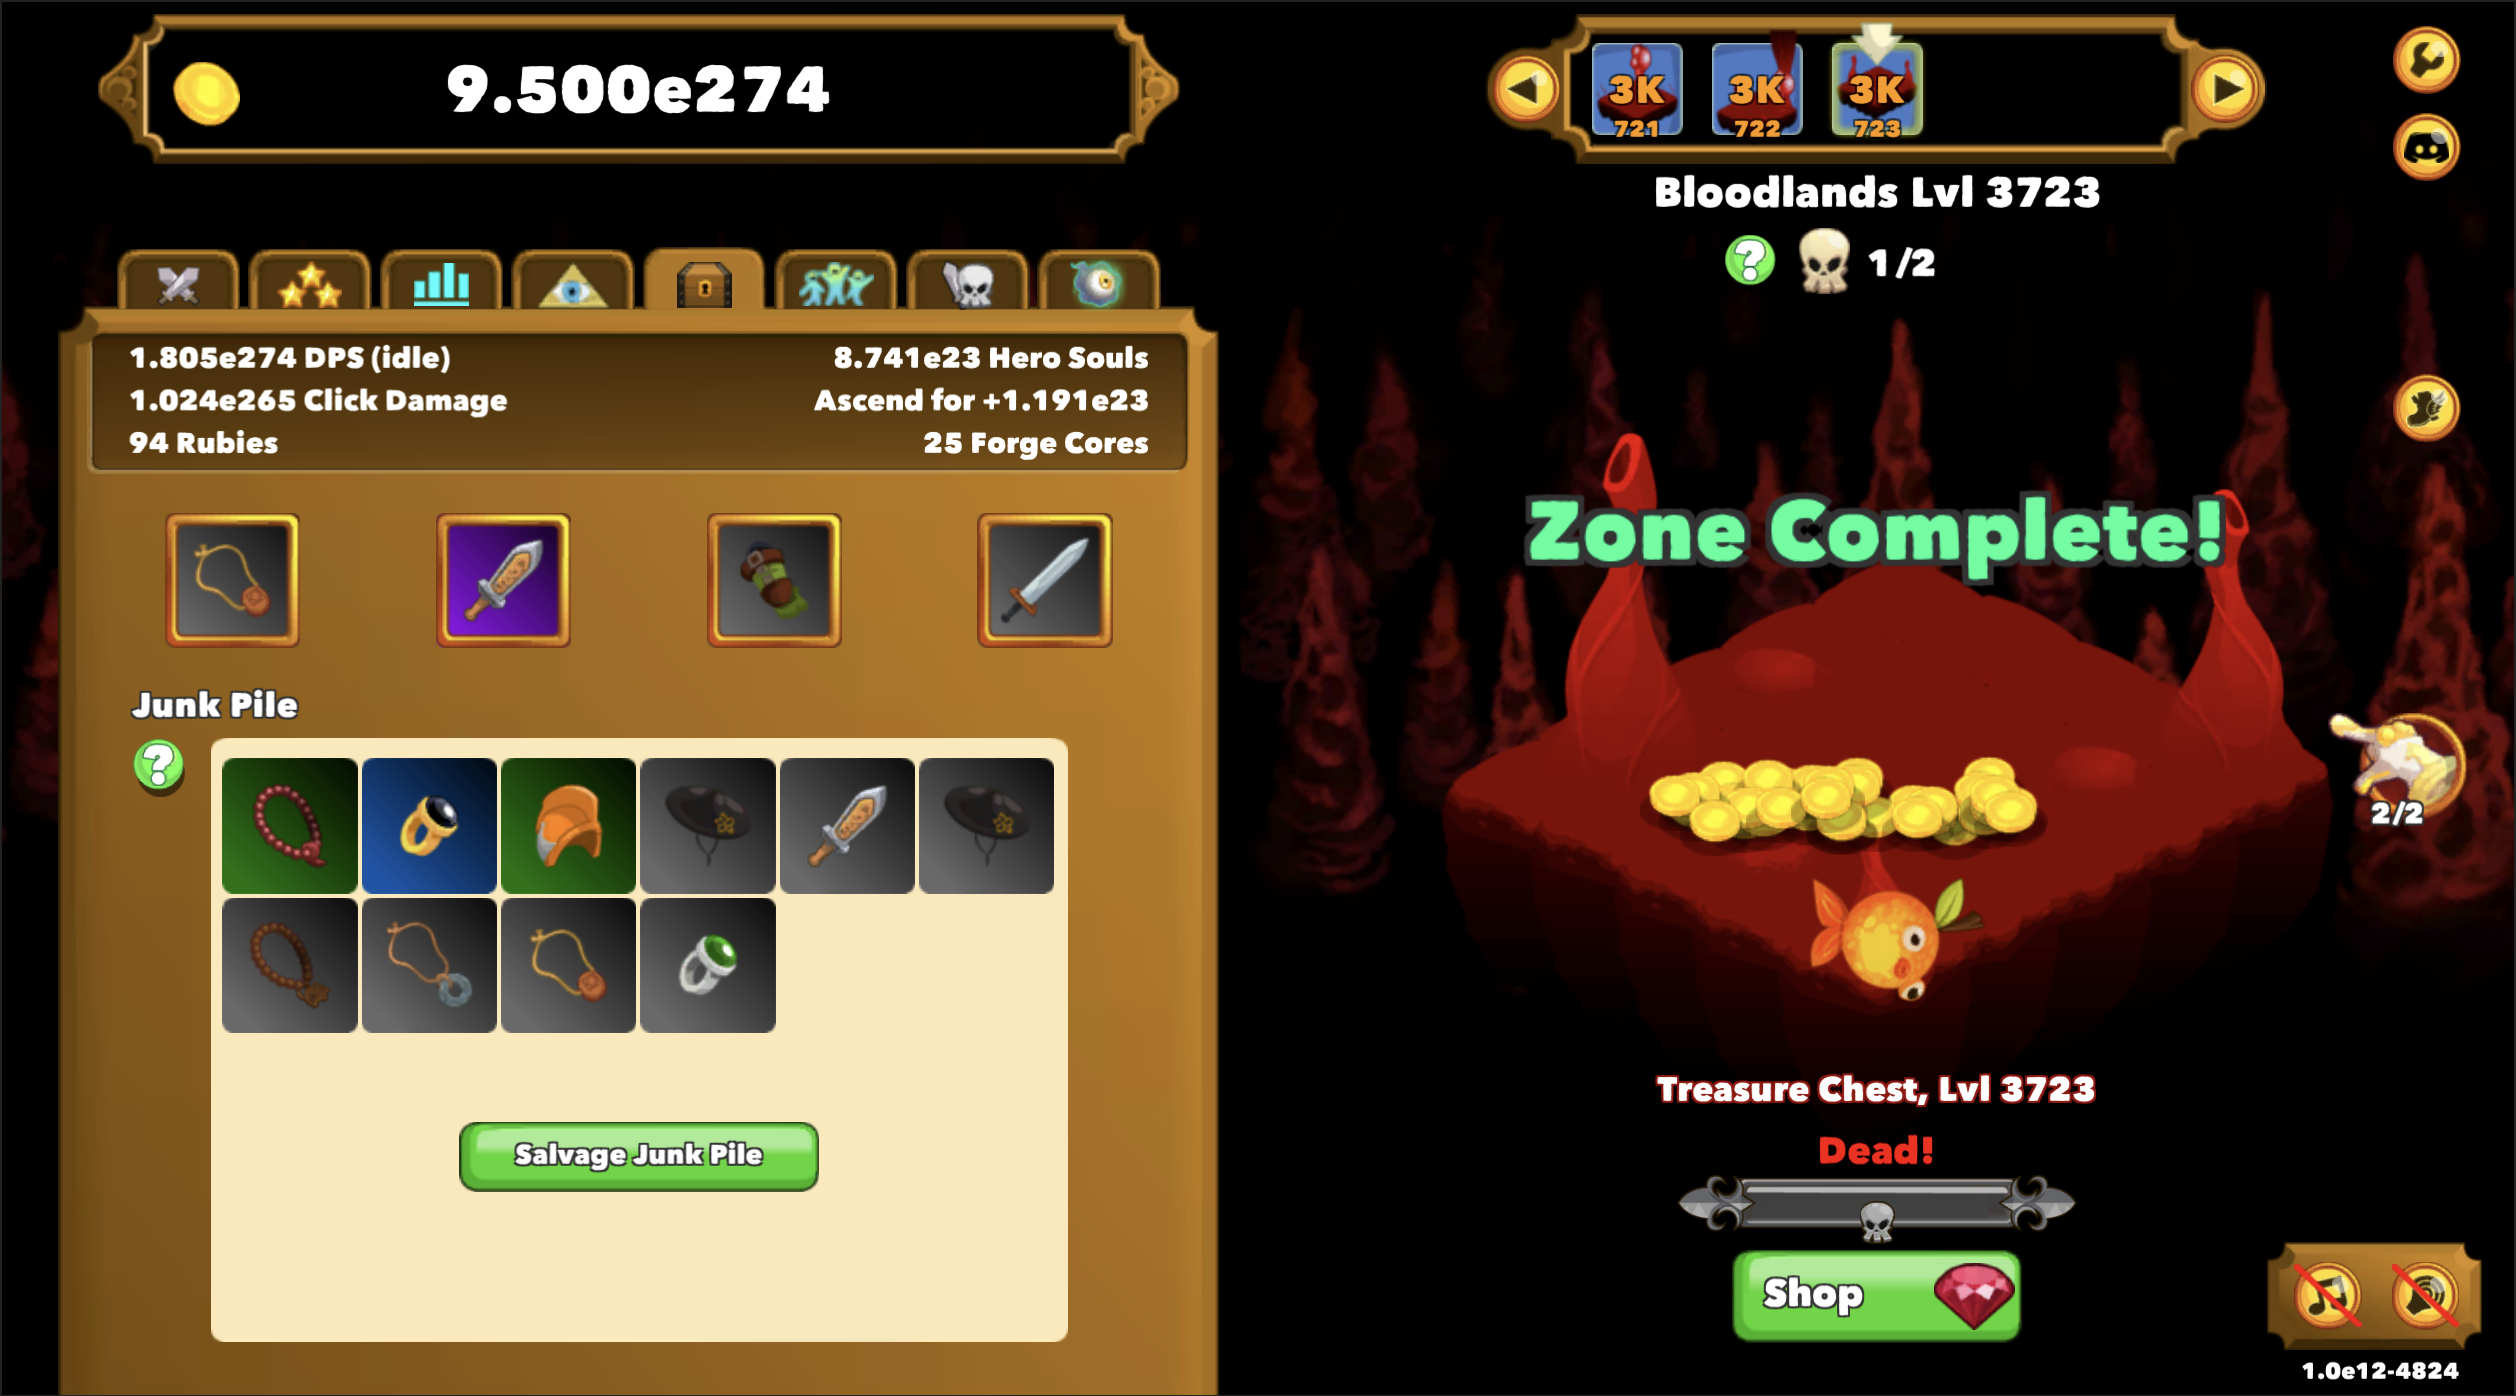 9.500e274
3K
721
3K
722
3K
723
Bloodlands Lvl 3723
?
1/2
1.805e274 DPS (idle)
8.741e23 Hero Souls
1.024e265 Click Damage
Ascend for +1.191e23
94 Rubies
25 Forge Cores
Zone Complete!
Junk Pile
?
2/2
Treasure Chest, Lvl 3723
Dead!
Salvage Junk Pile
Shop
1.0e12-4824